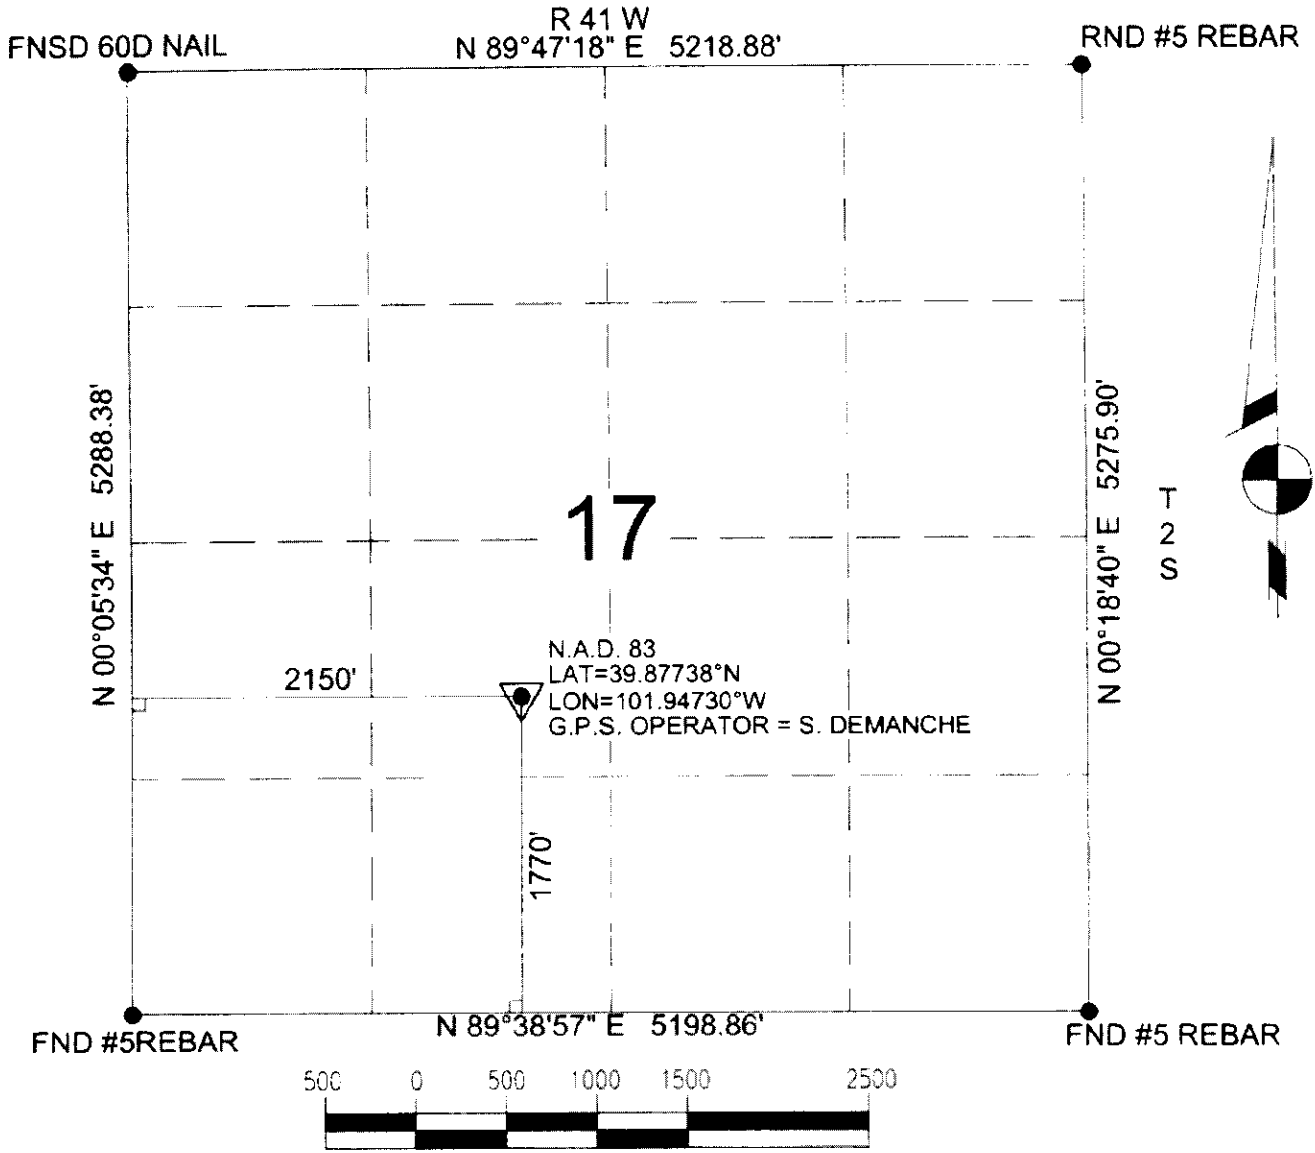 R 41 W
FNSD 60D NAIL
N 89°47'18" E 5218.88'
RND #5 REBAR
N 00°05'34" E 5288.38'
N 00°18'40" E 5275.90'
T
2
S
17
2150'
N.A.D. 83
LAT=39.87738°N
LON=101.94730°W
G.P.S. OPERATOR = S. DEMANCHE
1770'
N 89°38'57" E 5198.86'
FND #5REBAR
FND #5 REBAR
500 0 500 1000 1500 2500